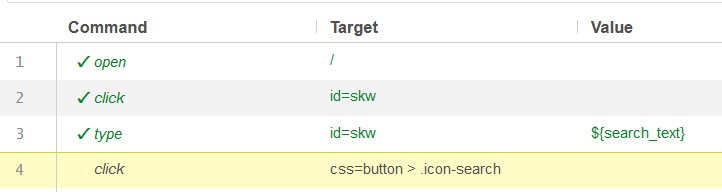 Command Target Value
1 ✓ open /
2 ✓ click id=skw
3 ✓ type id=skw ${search_text}
4 click css=button > .icon-search